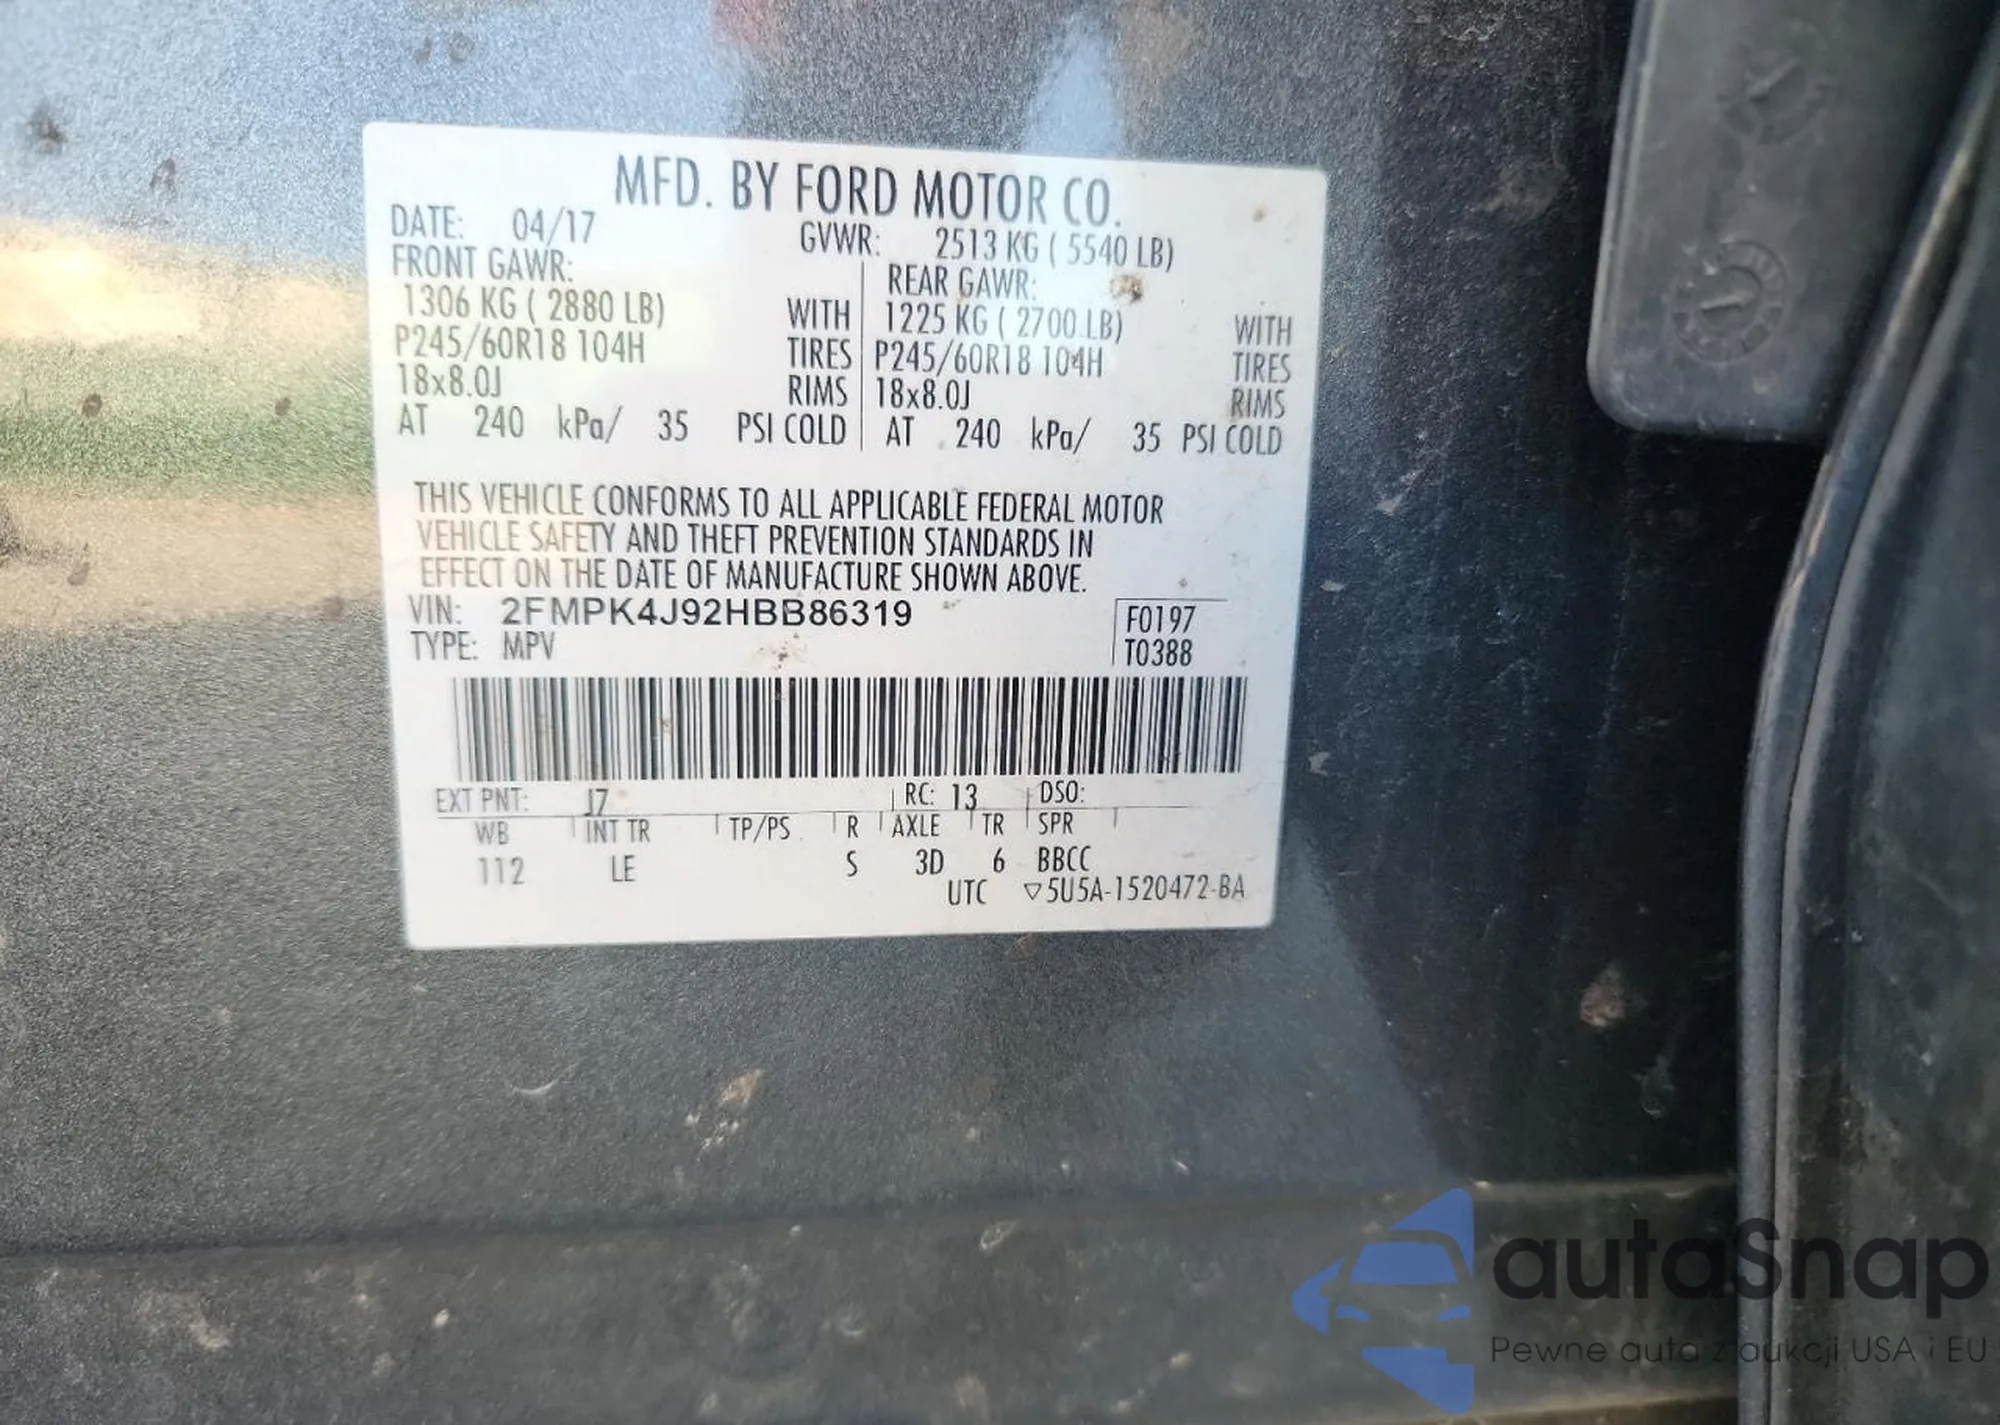 MFD. BY FORD MOTOR CO.
DATE: 04/17 GVWR: 2513 KG ( 5540 LB)
FRONT GAWR: REAR GAWR:
1306 KG ( 2880 LB) WITH 1225 KG ( 2700 LB) WITH
P245/60R18 104H TIRES P245/60R18 104H TIRES
18x8.0J RIMS 18x8.0J RIMS
AT 240 kPa/ 35 PSI COLD AT 240 kPa/ 35 PSI COLD
THIS VEHICLE CONFORMS TO ALL APPLICABLE FEDERAL MOTOR
VEHICLE SAFETY AND THEFT PREVENTION STANDARDS IN
EFFECT ON THE DATE OF MANUFACTURE SHOWN ABOVE.
VIN: 2FMPK4J92HBB86319 F0197
TYPE: MPV T0388
EXT PNT: J7 RC: 13 DSO:
WB INT TR TP/PS R AXLE TR SPR
112 LE S 3D 6 BBCC
UTC ▽5U5A-1520472-BA
autoSnap
Pewne auta z aukcji USA i EU